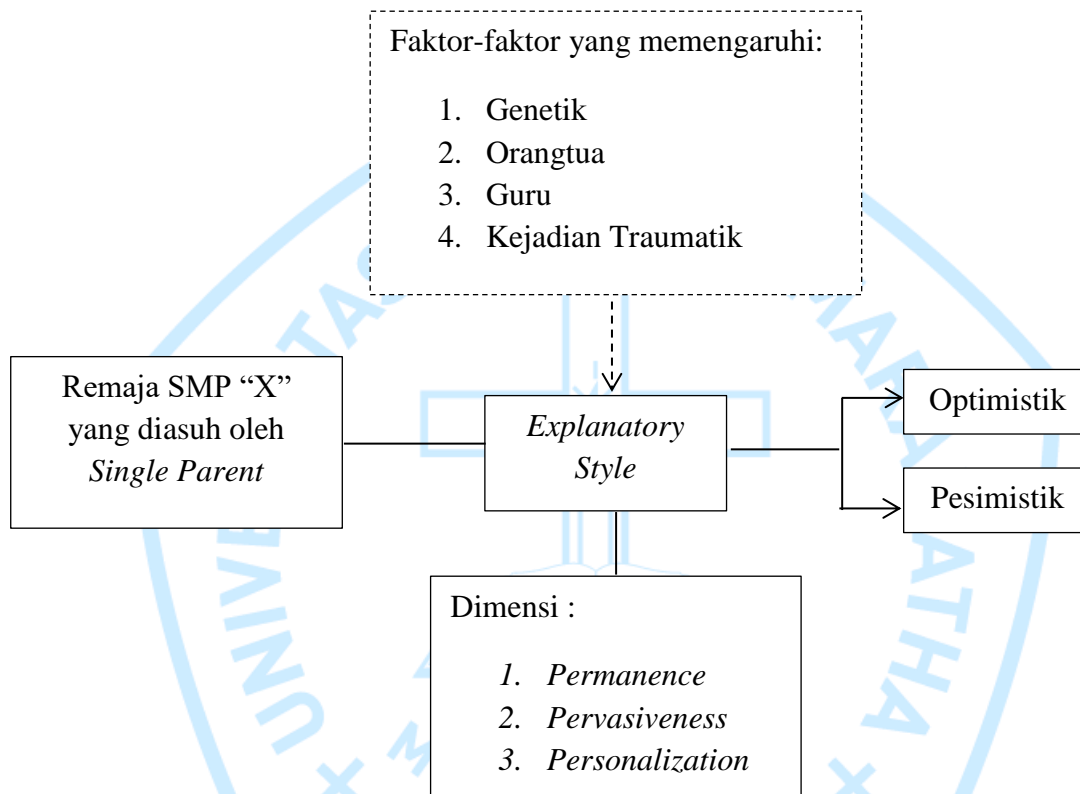 Faktor-faktor yang memengaruhi:
1. Genetik
2. Orangtua
3. Guru
4. Kejadian Traumatik
Remaja SMP “X”
yang diasuh oleh
Single Parent
Explanatory
Style
Optimistik
Pesimistik
Dimensi :
1. Permanence
2. Pervasiveness
3. Personalization